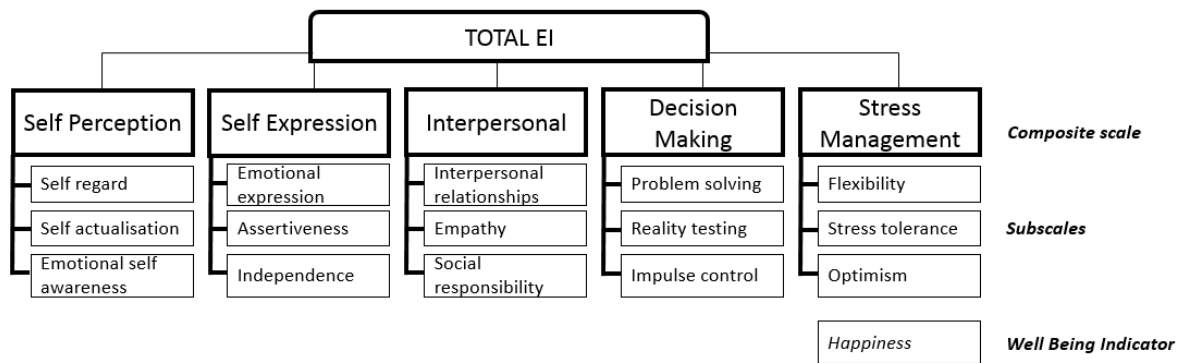 TOTAL EI
Self Perception
Self Expression
Interpersonal
Decision
Making
Stress
Management
Composite scale
Self regard
Emotional
expression
Interpersonal
relationships
Problem solving
Flexibility
Self actualisation
Assertiveness
Empathy
Reality testing
Stress tolerance
Subscales
Emotional self
awareness
Independence
Social
responsibility
Impulse control
Optimism
Happiness
Well Being Indicator